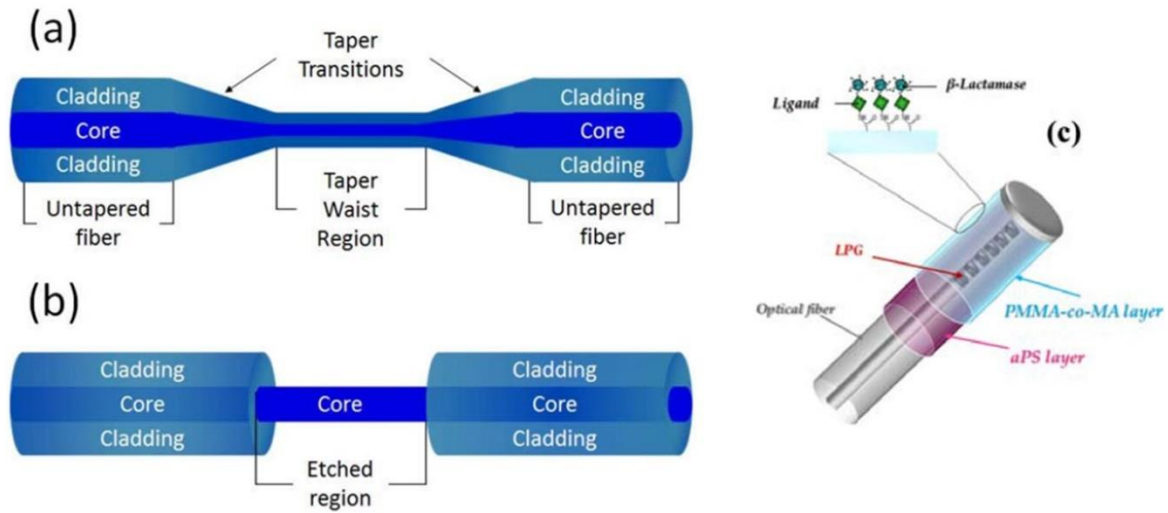 (a)
Taper
Transitions
Cladding
Core
Cladding
Cladding
Core
Cladding
Untapered
fiber
Taper
Waist
Region
Untapered
fiber
(b)
Cladding
Core
Cladding
Core
Cladding
Core
Cladding
Etched
region
(c)
β-Lactamase
Ligand
LPG
Optical fiber
PMMA-co-MA layer
aPS layer